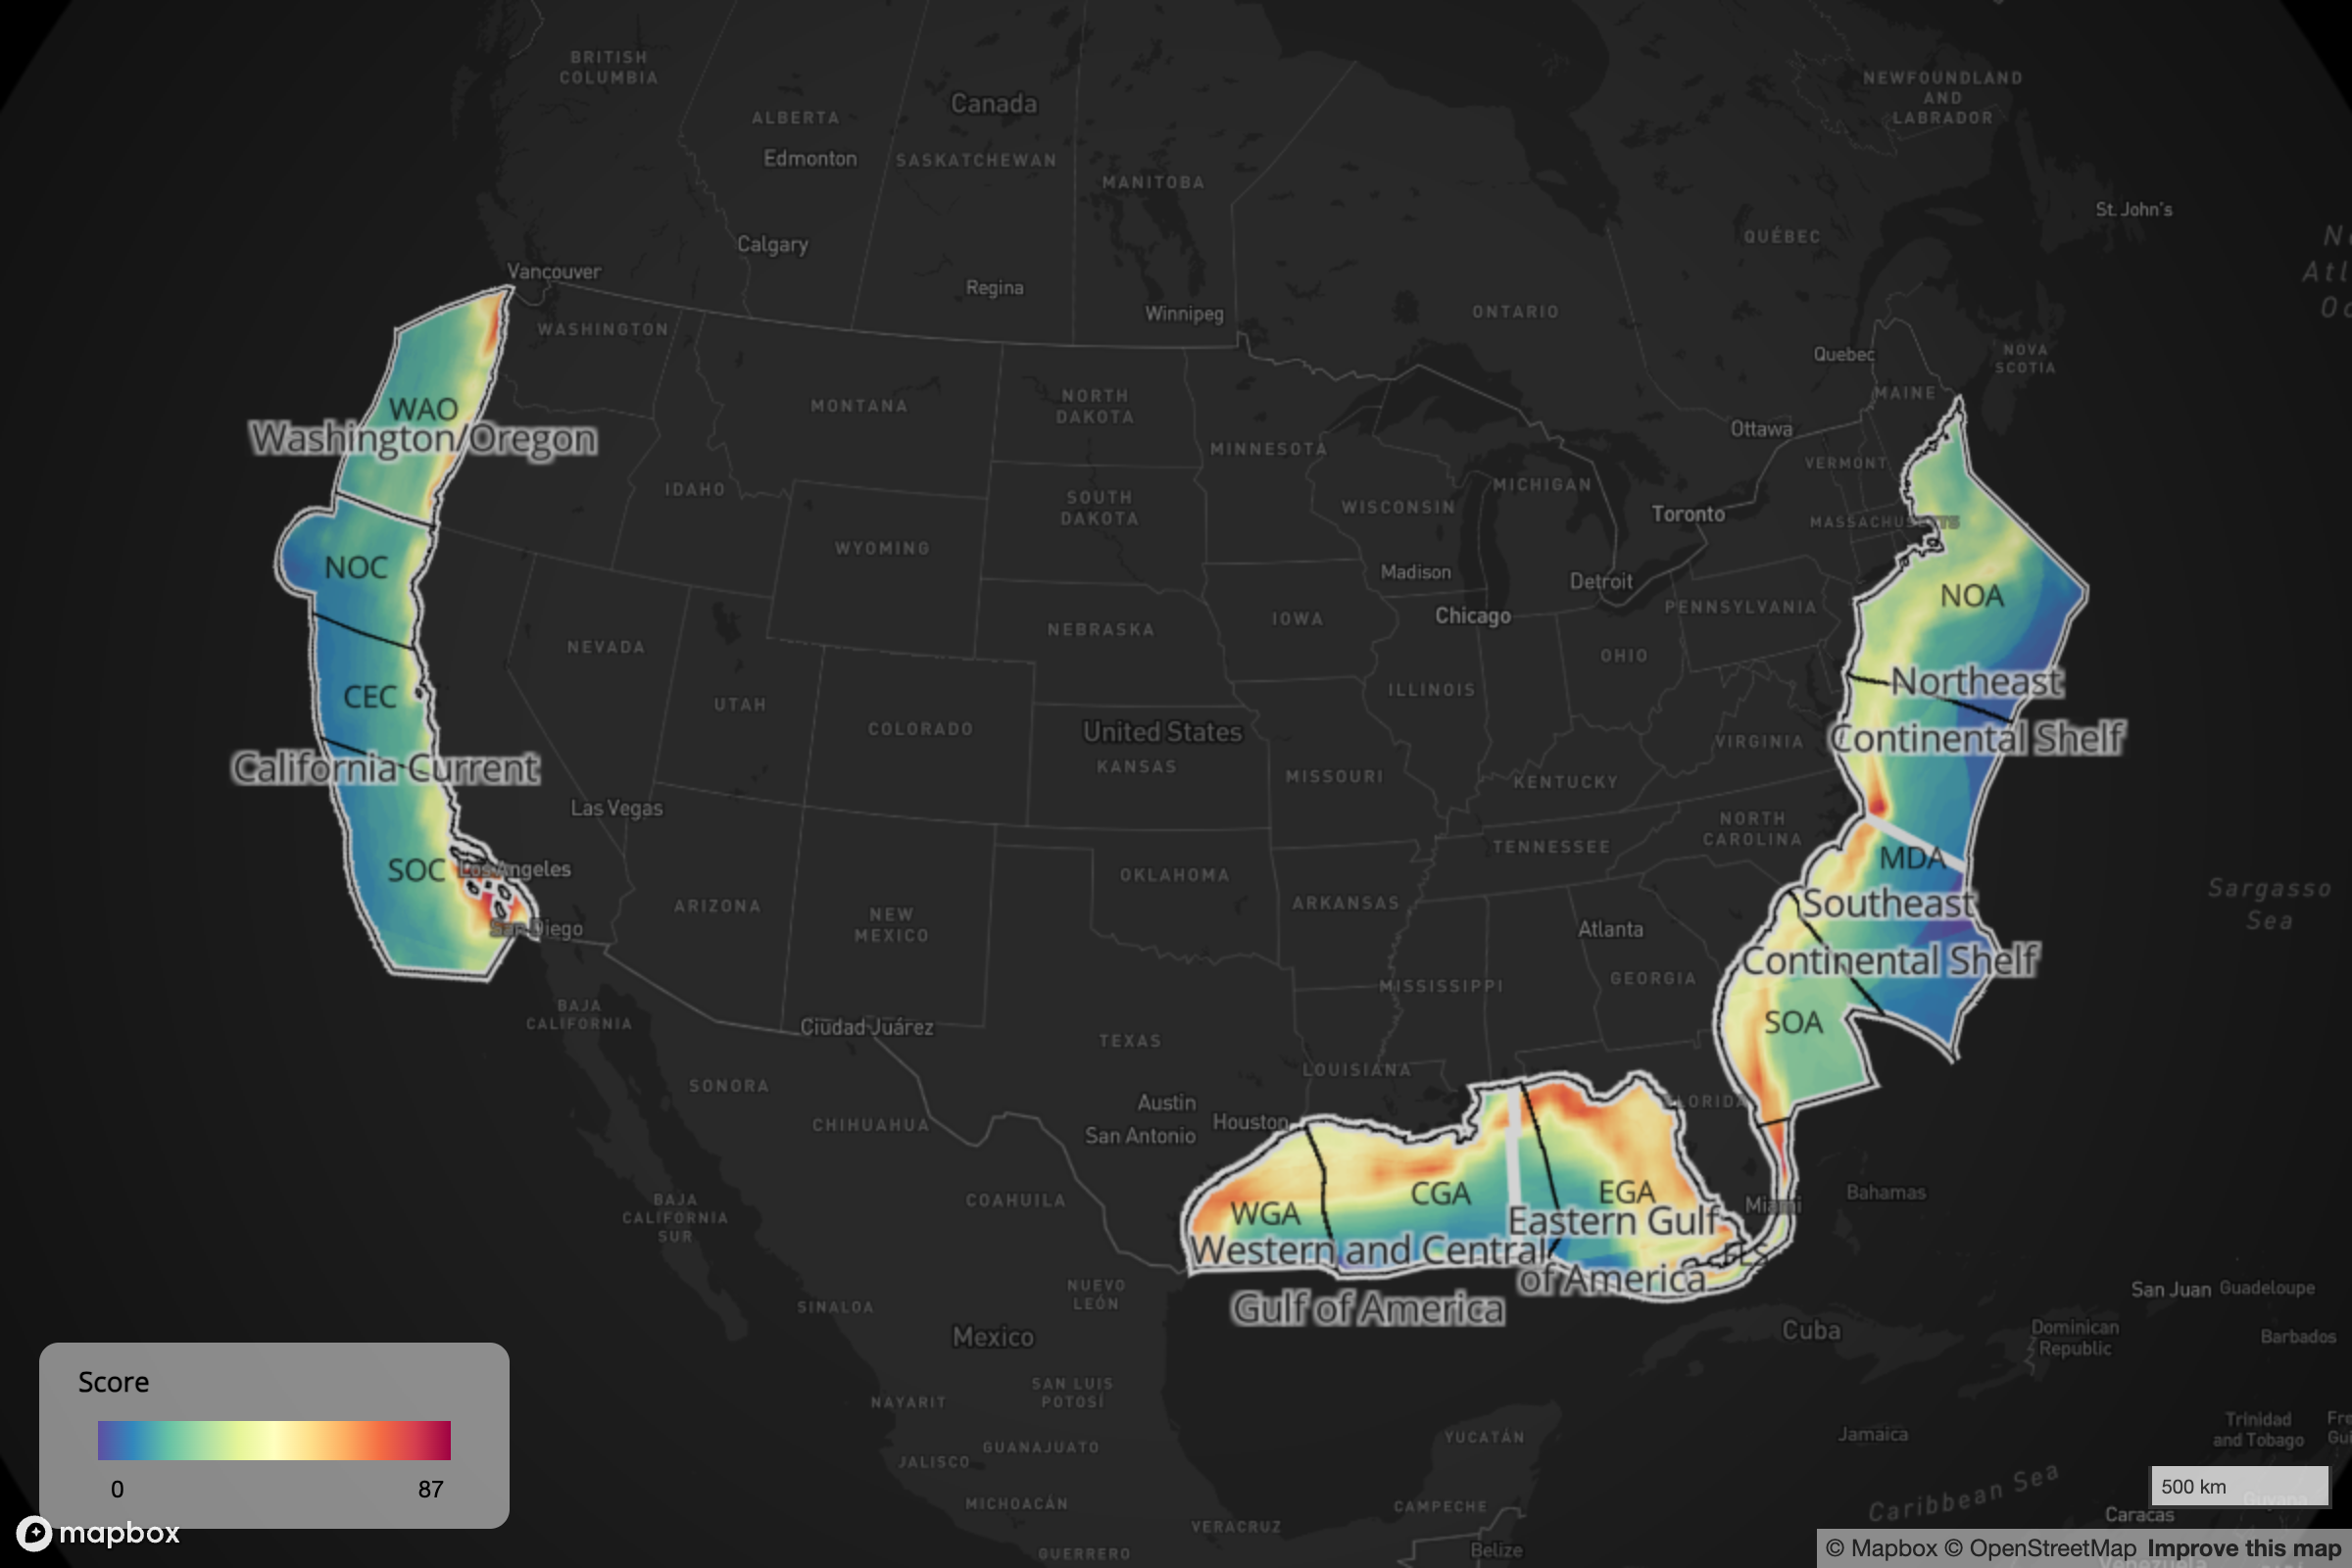 BRITISH
COLUMBIA
ALBERTA
Edmonton
Canada
SASKATCHEWAN
MANITOBA
NEWFOUNDLAND
AND
LABRADOR
St. John's
QUÉBEC
Calgary
Vancouver
Regina
Winnipeg
ONTARIO
WASHINGTON
Quebec
NOVA
SCOTIA
MAINE
MONTANA
NORTH
DAKOTA
MINNESOTA
Ottawa
VERMONT
WAO
Washington/Oregon
IDAHO
SOUTH
DAKOTA
WISCONSIN
MICHIGAN
Toronto
MASSACHUSETTS
WYOMING
NOC
Madison
Detroit
Chicago
NOA
PENNSYLVANIA
IOWA
NEBRASKA
NEVADA
OHIO
CEC
UTAH
ILLINOIS
Northeast
Continental Shelf
COLORADO
United States
KANSAS
VIRGINIA
California Current
MISSOURI
KENTUCKY
Las Vegas
NORTH
CAROLINA
TENNESSEE
SOC
Los Angeles
OKLAHOMA
MDA
Sargasso
Sea
ARIZONA
NEW
MEXICO
ARKANSAS
Southeast
Continental Shelf
San Diego
Atlanta
MISSISSIPPI
GEORGIA
BAJA
CALIFORNIA
Ciudad Juárez
TEXAS
SOA
LOUISIANA
SONORA
Austin
CHIHUAHUA
Houston
San Antonio
COAHUILA
WGA
CGA
EGA
Miami
Bahamas
BAJA
CALIFORNIA
SUR
Eastern Gulf
of America
Western and Central
Gulf of America
FLS
NUEVO
LEÓN
SINALOA
Mexico
Cuba
San Juan
Guadeloupe
Dominican
Republic
Barbados
SAN LUIS
POTOSÍ
NAYARIT
GUANAJUATO
JALISCO
YUCATÁN
Jamaica
Trinidad
and Tobago
MICHOACÁN
CAMPECHE
VERACRUZ
GUERRERO
Belize
Caribbean Sea
Caracas
Score
0
87
mapbox
500 km
© Mapbox © OpenStreetMap Improve this map